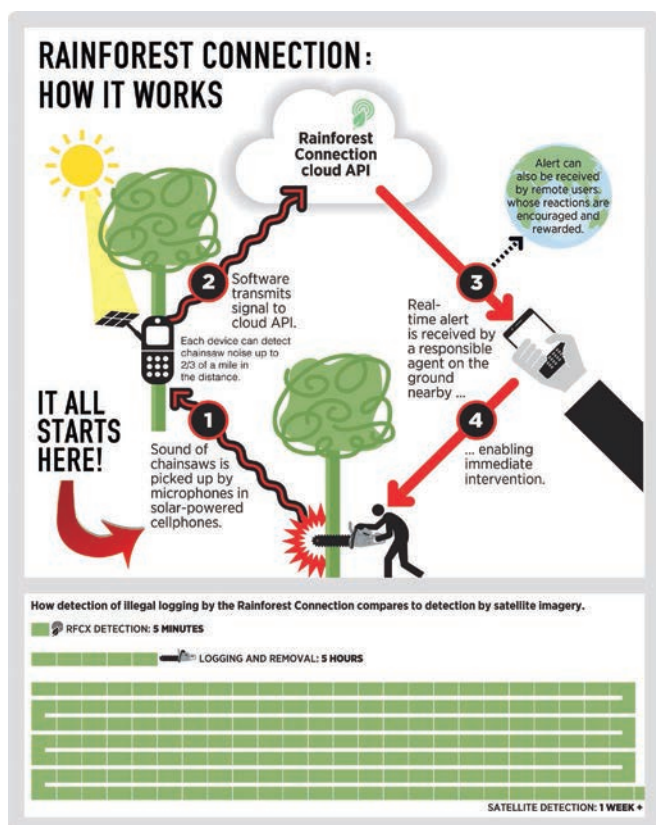 RAINFOREST CONNECTION:
HOW IT WORKS
Rainforest
Connection
cloud API
Alert can
also be received
by remote users,
whose reactions are
encouraged and
rewarded.
2
Software
transmits
signal to
cloud API.
Each device can detect
chainsaw noise up to
2/3 of a mile in
the distance.
3
Real-
time alert
is received by
a responsible
agent on the
ground
nearby ...
IT ALL
STARTS
HERE!
1
Sound of
chainsaws is
picked up by
microphones in
solar-powered
cellphones.
4
... enabling
immediate
intervention.
How detection of illegal logging by the Rainforest Connection compares to detection by satellite imagery.
RFCX DETECTION: 5 MINUTES
LOGGING AND REMOVAL: 5 HOURS
SATELLITE DETECTION: 1 WEEK +